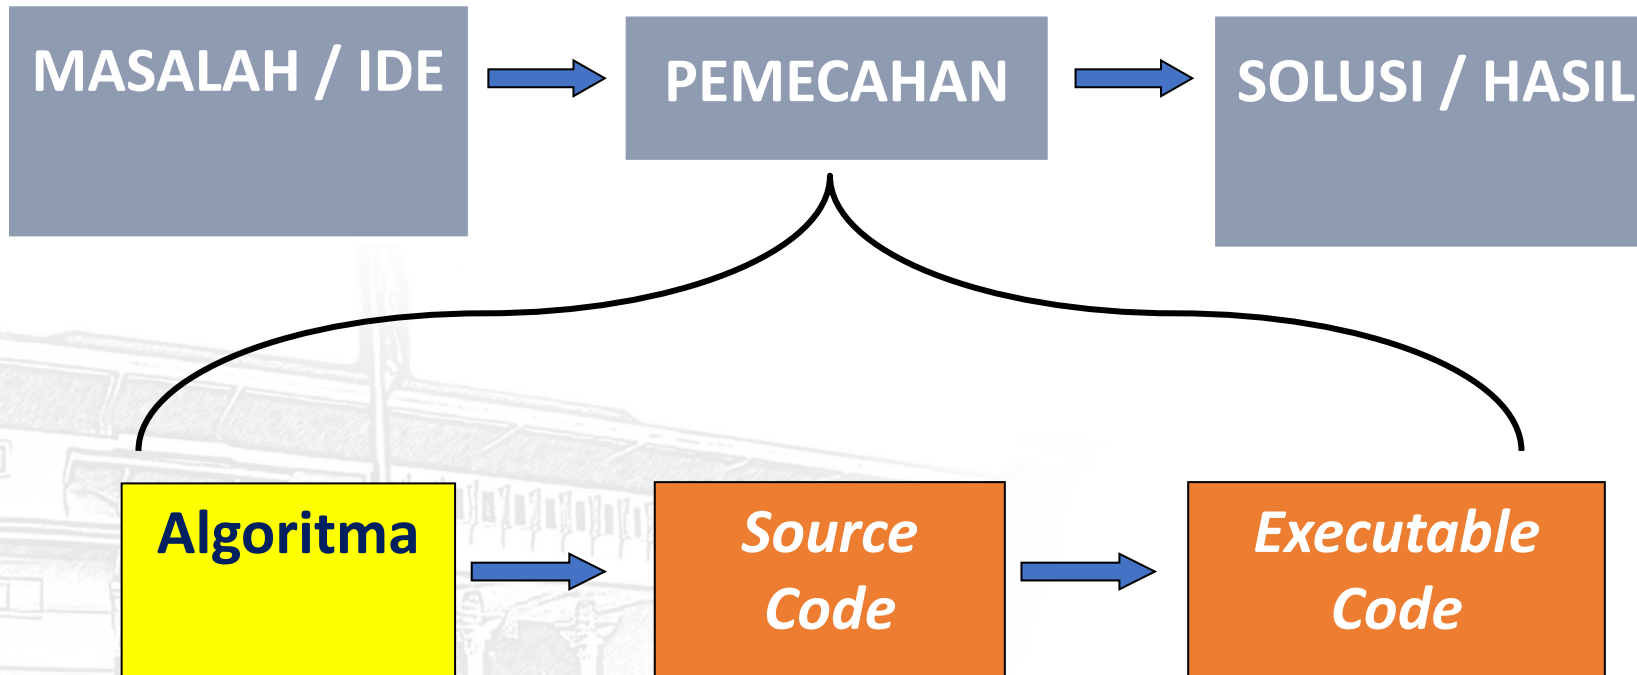 MASALAH / IDE
PEMECAHAN
SOLUSI / HASIL
Algoritma
Source
Code
Executable
Code